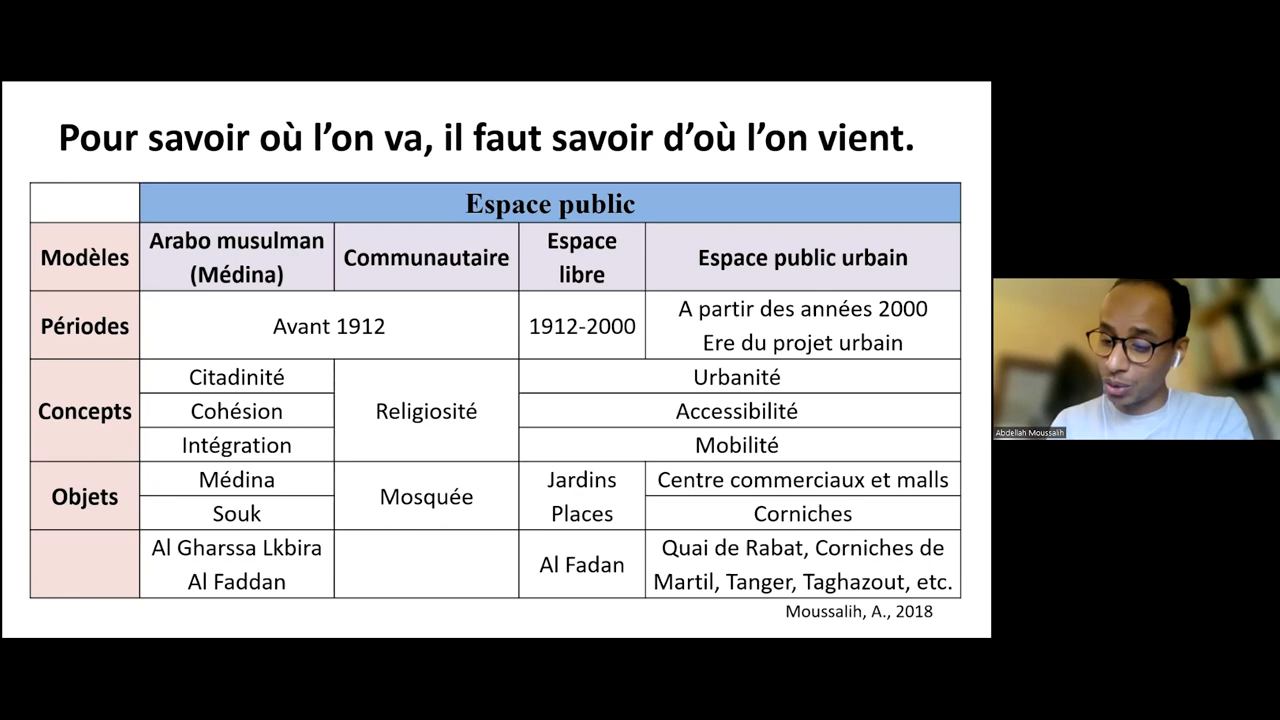 Pour savoir où l’on va, il faut savoir d’où l’on vient.
Espace public
Modèles
Arabo musulman
(Médina)
Communautaire
Espace
libre
Espace public urbain
Périodes
Avant 1912
1912-2000
A partir des années 2000
Ere du projet urbain
Concepts
Citadinité
Cohésion
Intégration
Religiosité
Urbanité
Accessibilité
Mobilité
Objets
Médina
Souk
Mosquée
Jardins
Places
Centre commerciaux et malls
Corniches
Al Gharssa Lkbira
Al Faddan
Al Fadan
Quai de Rabat, Corniches de
Martil, Tanger, Taghazout, etc.
Moussalih, A., 2018
Abdellah Moussalih